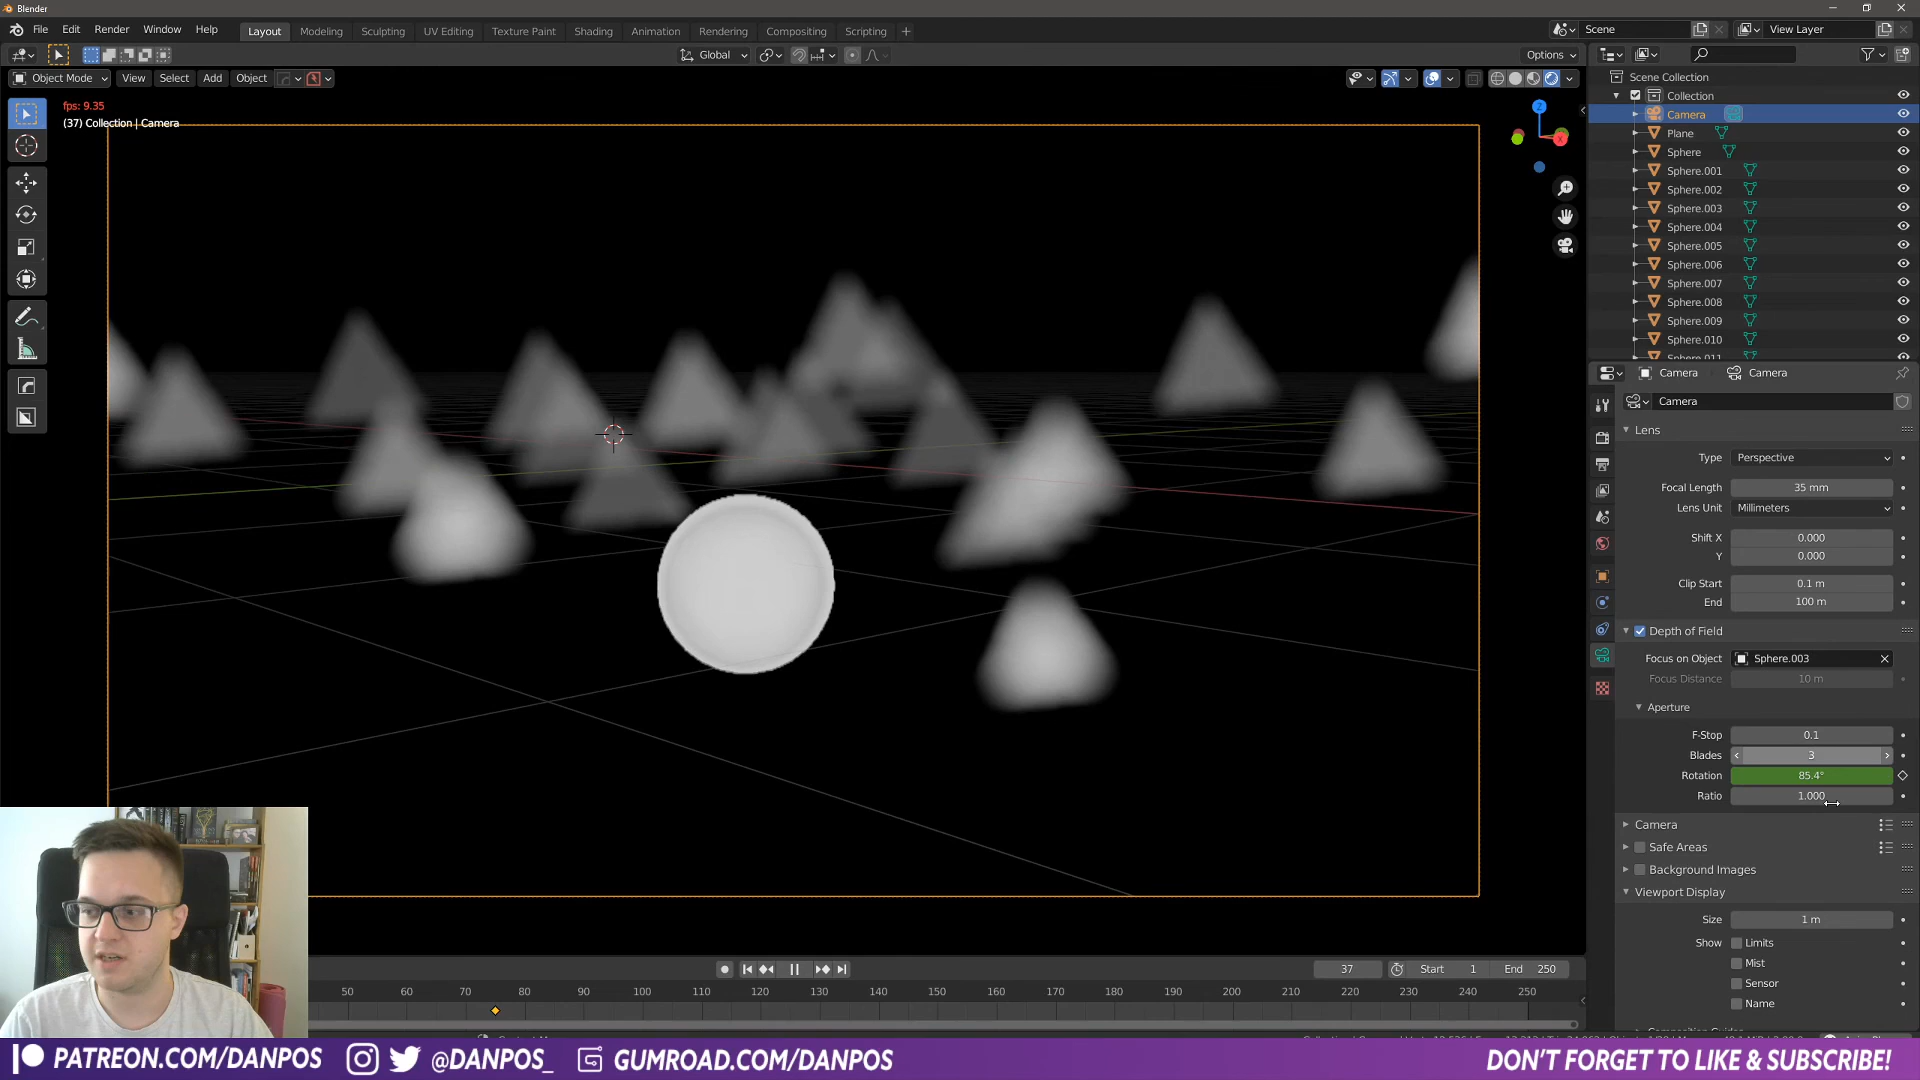 Blender
File Edit Render Window Help
Layout Modeling Sculpting UV Editing Texture Paint Shading Animation Rendering Compositing Scripting +
Scene
View Layer
Global
Options
Object Mode View Select Add Object
fps: 9.35
(37) Collection | Camera
Z
X
Scene Collection
Collection
Camera
Plane
Sphere
Sphere.001
Sphere.002
Sphere.003
Sphere.004
Sphere.005
Sphere.006
Sphere.007
Sphere.008
Sphere.009
Sphere.010
Sphere.011
Camera Camera
Camera
Lens
Type Perspective
Focal Length 35 mm
Lens Unit Millimeters
Shift X 0.000
Y 0.000
Clip Start 0.1 m
End 100 m
Depth of Field
Focus on Object Sphere.003
Focus Distance 10 m
Aperture
F-Stop 0.1
Blades 3
Rotation 85.4°
Ratio 1.000
Camera
Safe Areas
Background Images
Viewport Display
Size 1 m
Show Limits
Mist
Sensor
Name
37 Start 1 End 250
50 60 70 80 90 100 110 120 130 140 150 160 170 180 190 200 210 220 230 240 250
PATREON.COM/DANPOS @DANPOS_ GUMROAD.COM/DANPOS DON'T FORGET TO LIKE & SUBSCRIBE!